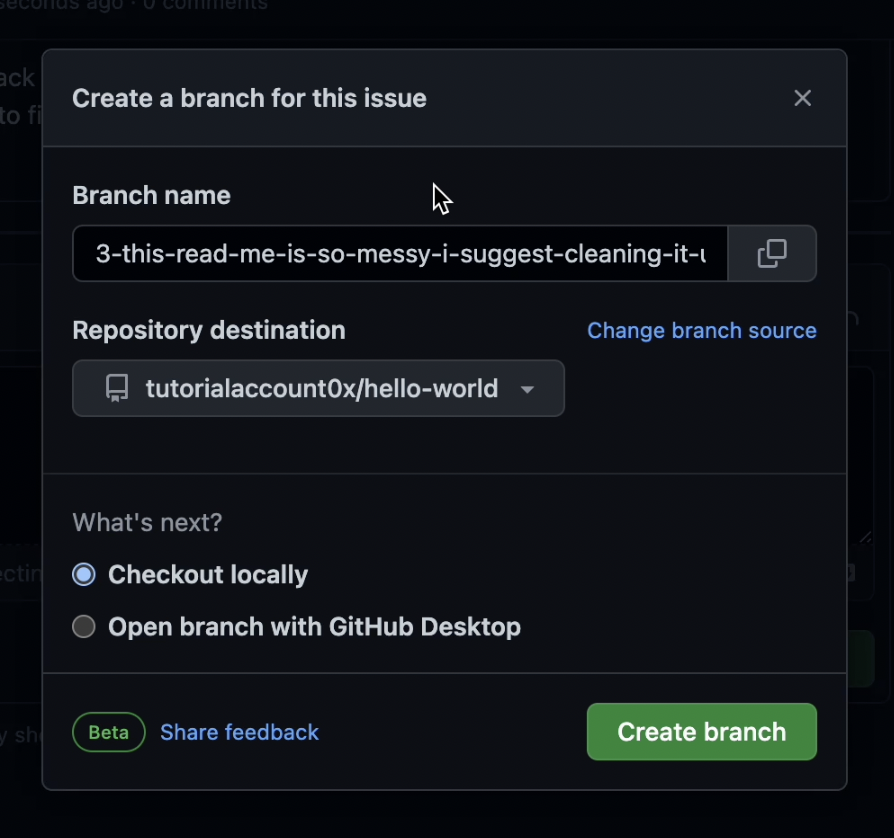 seconds ago · 0 comments
ack
to fi
Create a branch for this issue
Branch name
3-this-read-me-is-so-messy-i-suggest-cleaning-it-u
Repository destination
Change branch source
tutorialaccount0x/hello-world
What's next?
Checkout locally
ectin
Open branch with GitHub Desktop
Beta
Share feedback
Create branch
y sho